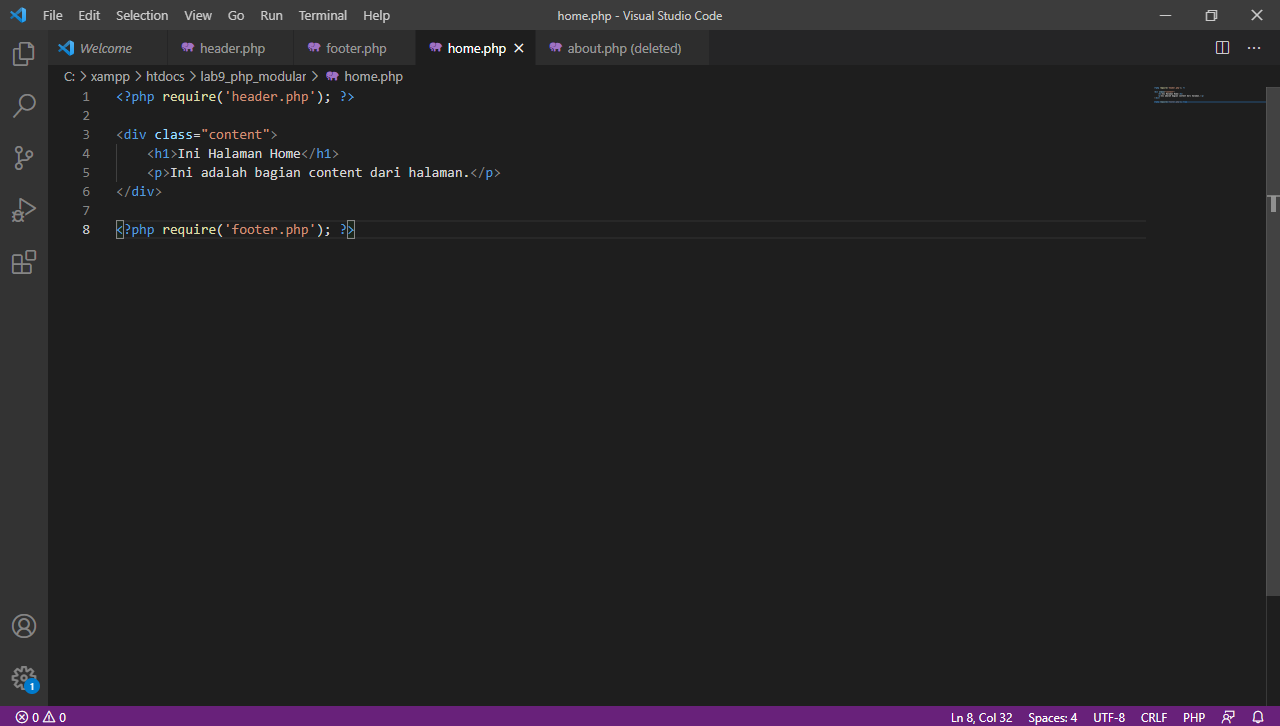 File Edit Selection View Go Run Terminal Help home.php - Visual Studio Code
Welcome header.php footer.php home.php about.php (deleted)
C: > xampp > htdocs > lab9_php_modular > home.php
1 <?php require('header.php'); ?>
2
3 <div class="content">
4 <h1>Ini Halaman Home</h1>
5 <p>Ini adalah bagian content dari halaman.</p>
6 </div>
7
8 <?php require('footer.php'); ?>
1
0 0 Ln 8, Col 32 Spaces: 4 UTF-8 CRLF PHP